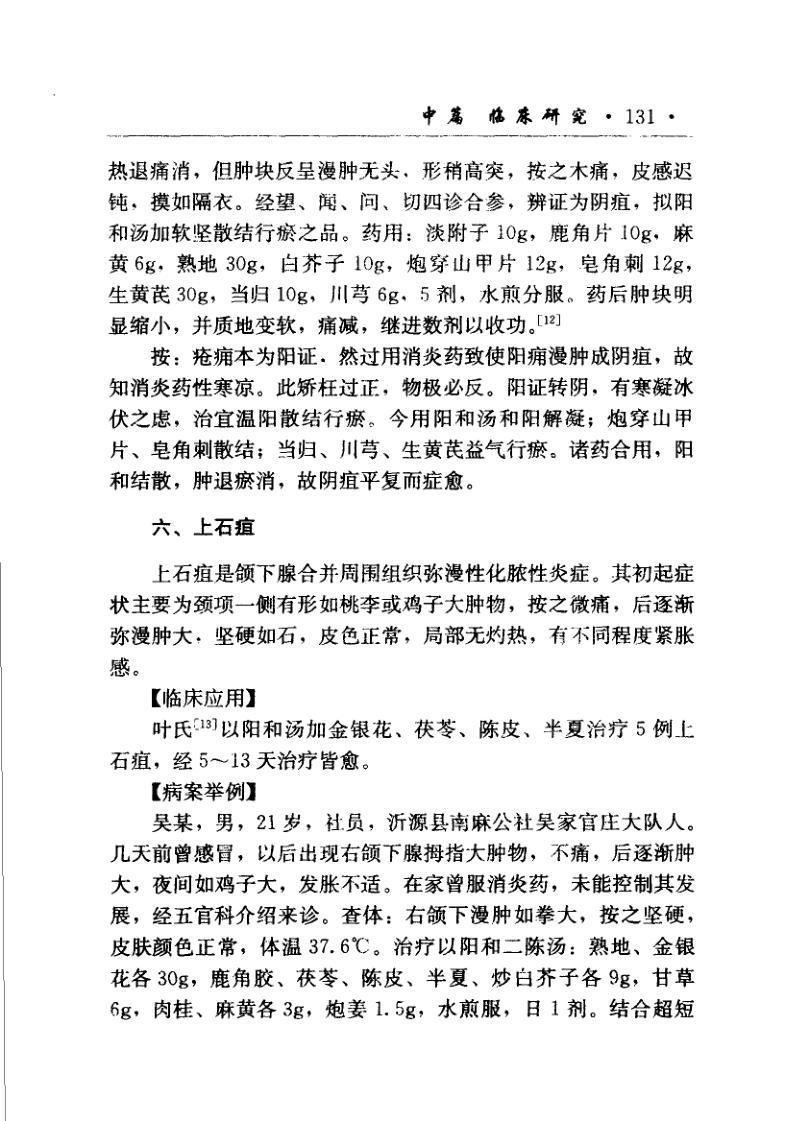 中篇 临床研究 · 131 ·
热退痛消，但肿块反呈漫肿无头，形稍高突，按之木痛，皮感迟
钝，摸如隔衣。经望、闻、问、切四诊合参，辨证为阴疽，拟阳
和汤加软坚散结行瘀之品。药用：淡附子 10g，鹿角片 10g，麻
黄 6g，熟地 30g，白芥子 10g，炮穿山甲片 12g，皂角刺 12g，
生黄芪 30g，当归 10g，川芎 6g，5 剂，水煎分服。药后肿块明
显缩小，并质地变软，痛减，继进数剂以收功。[12]
按：疮痈本为阳证，然过用消炎药致使阳痈漫肿成阴疽，故
知消炎药性寒凉。此矫枉过正，物极必反。阳证转阴，有寒凝冰
伏之虑，治宜温阳散结行瘀。今用阳和汤和阳解凝；炮穿山甲
片、皂角刺散结；当归、川芎、生黄芪益气行瘀。诸药合用，阳
和结散，肿退瘀消，故阴疽平复而症愈。
六、上石疽
上石疽是颌下腺合并周围组织弥漫性化脓性炎症。其初起症
状主要为颈项一侧有形如桃李或鸡子大肿物，按之微痛，后逐渐
弥漫肿大，坚硬如石，皮色正常，局部无灼热，有不同程度紧胀
感。
【临床应用】
叶氏[13]以阳和汤加金银花、茯苓、陈皮、半夏治疗 5 例上
石疽，经 5～13 天治疗皆愈。
【病案举例】
吴某，男，21 岁，社员，沂源县南麻公社吴家官庄大队人。
几天前曾感冒，以后出现右颌下腺拇指大肿物，不痛，后逐渐肿
大，夜间如鸡子大，发胀不适。在家曾服消炎药，未能控制其发
展，经五官科介绍来诊。查体：右颌下漫肿如拳大，按之坚硬，
皮肤颜色正常，体温 37.6℃。治疗以阳和二陈汤：熟地、金银
花各 30g，鹿角胶、茯苓、陈皮、半夏、炒白芥子各 9g，甘草
6g，肉桂、麻黄各 3g，炮姜 1.5g，水煎服，日 1 剂。结合超短